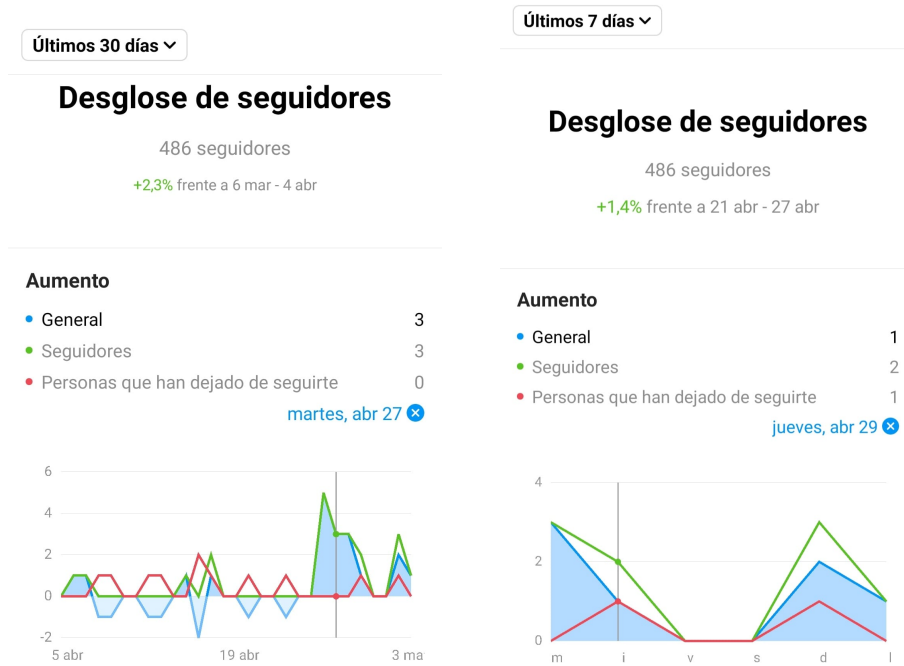 Últimos 30 días
Desglose de seguidores
486 seguidores
+2,3% frente a 6 mar - 4 abr
Aumento
General 3
Seguidores 3
Personas que han dejado de seguirte 0
martes, abr 27
6
4
2
0
-2
5 abr 19 abr 3 ma
Últimos 7 días
Desglose de seguidores
486 seguidores
+1,4% frente a 21 abr - 27 abr
Aumento
General 1
Seguidores 2
Personas que han dejado de seguirte 1
jueves, abr 29
4
2
0
m i v s d l